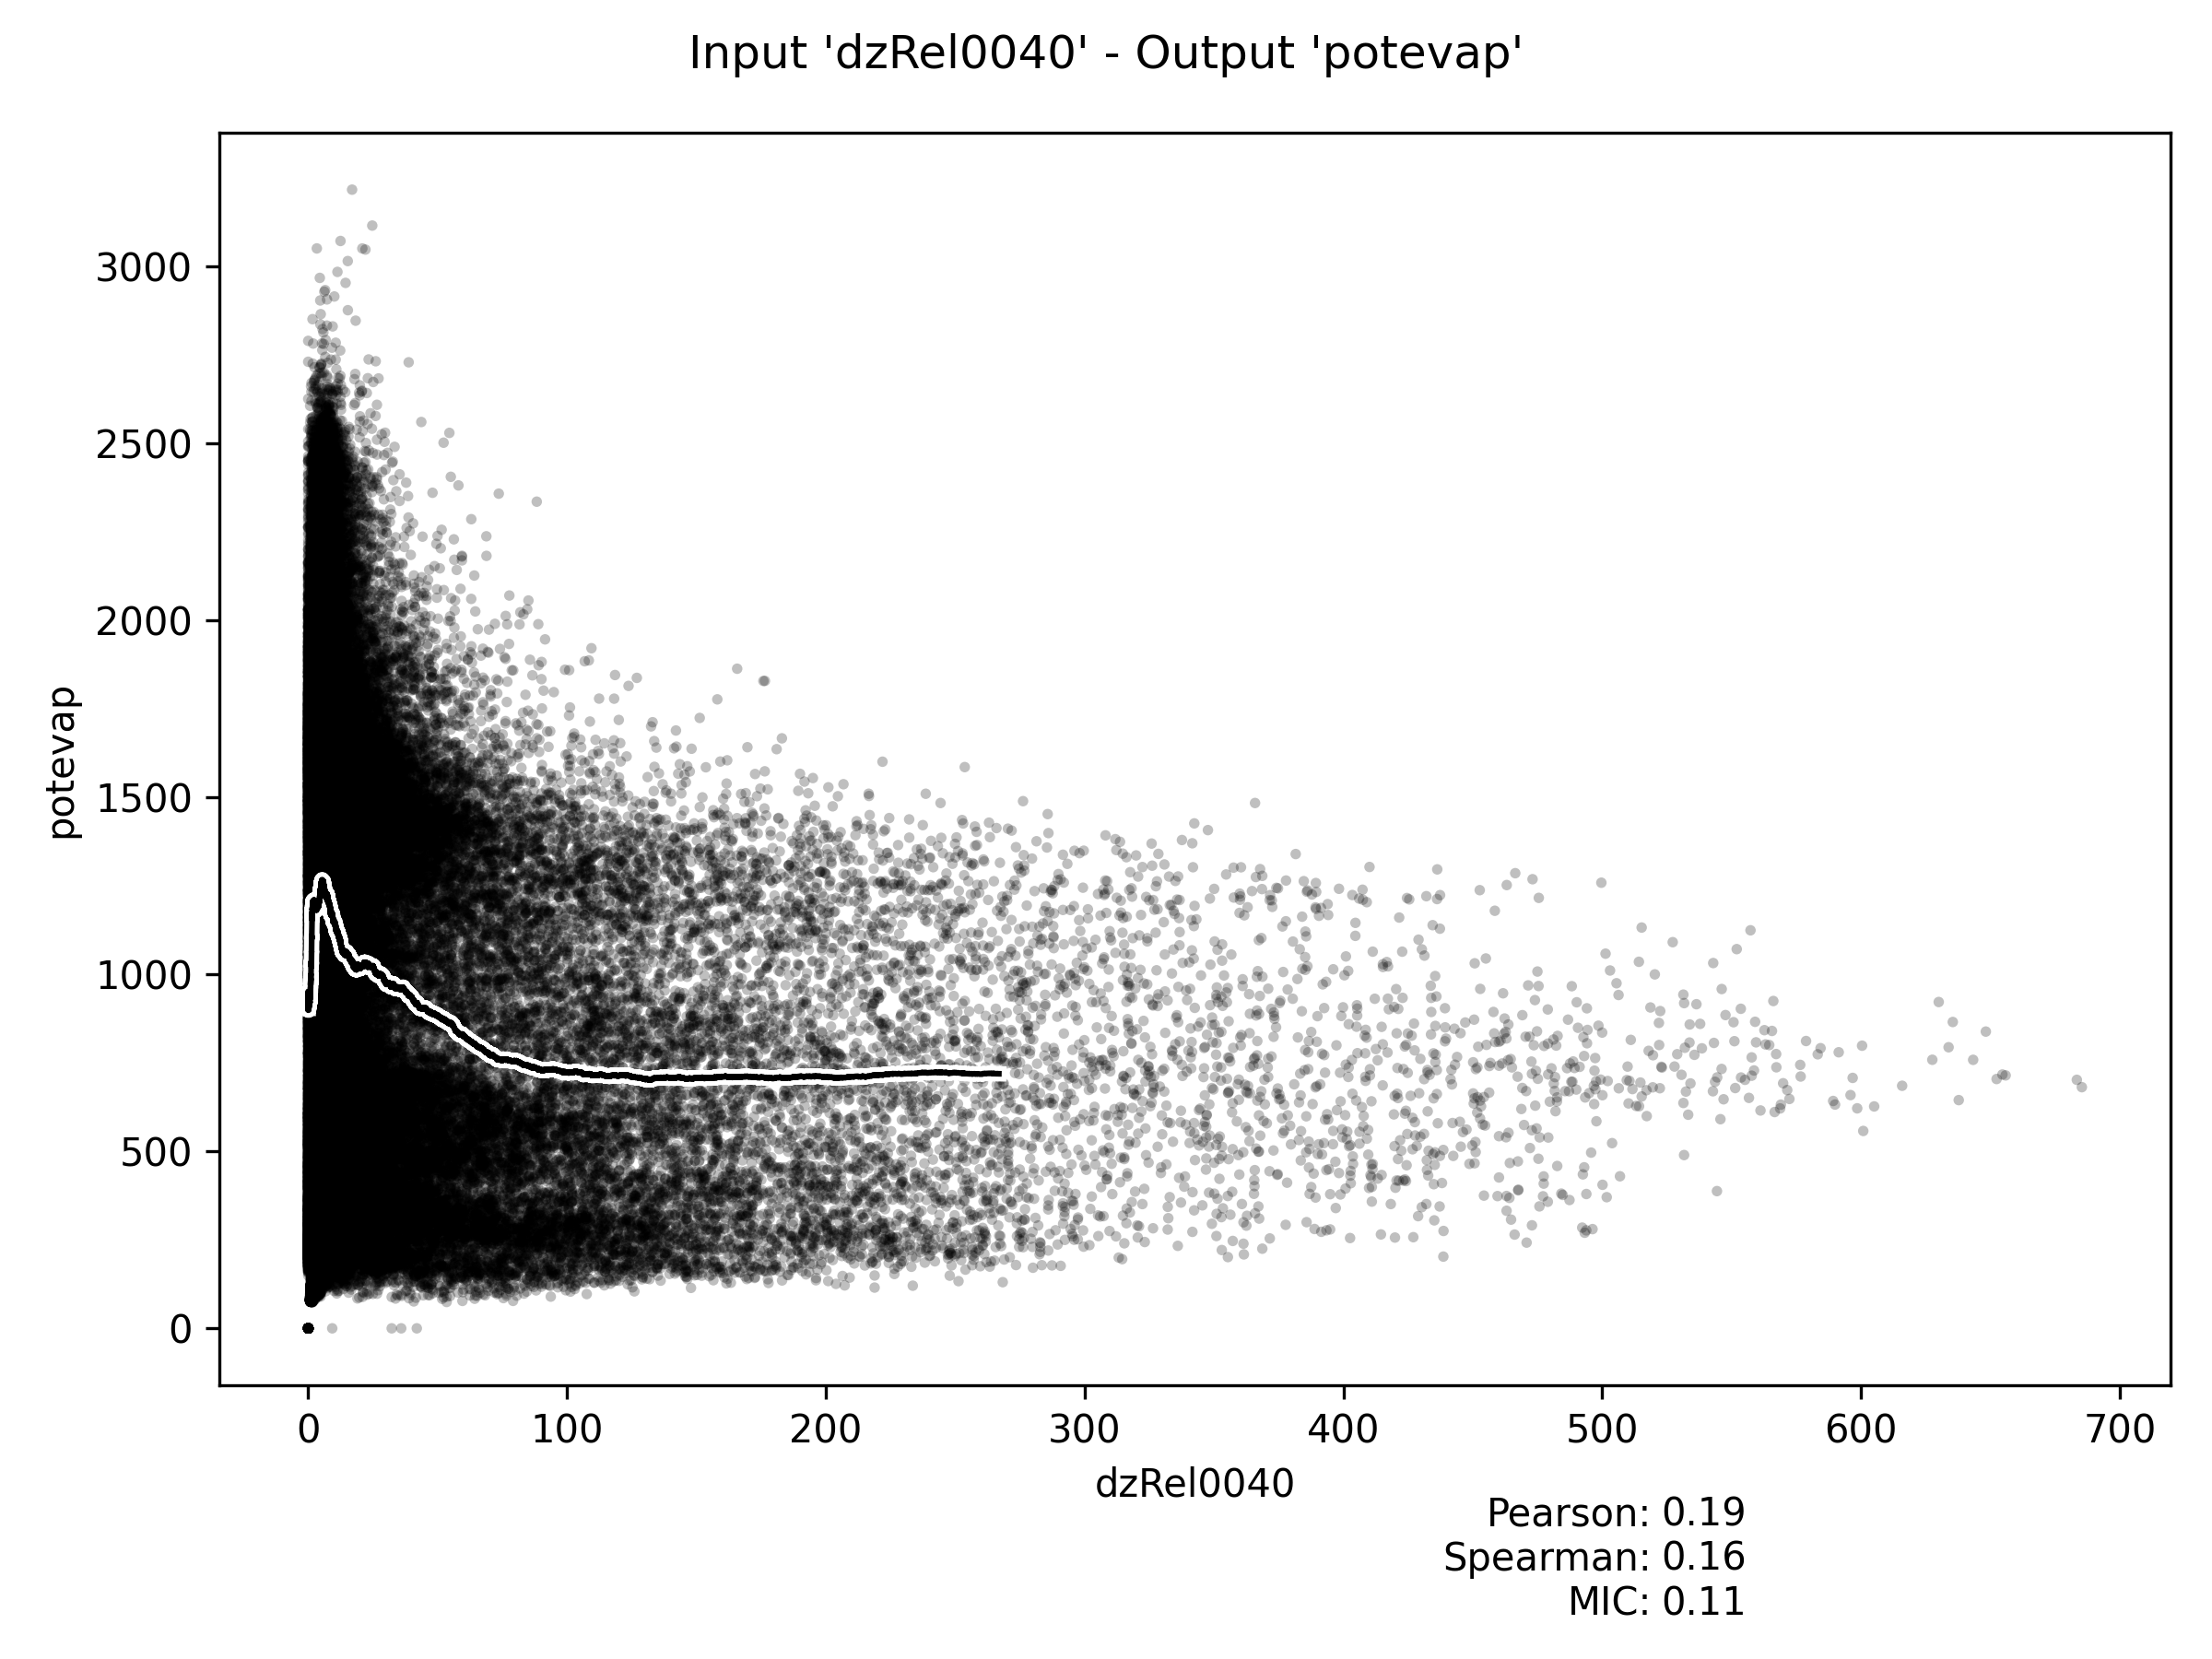 Input 'dzRel0040' - Output 'potevap'
potevap
3000
2500
2000
1500
1000
500
0
0 100 200 300 400 500 600 700
dzRel0040
Pearson: 0.19
Spearman: 0.16
MIC: 0.11